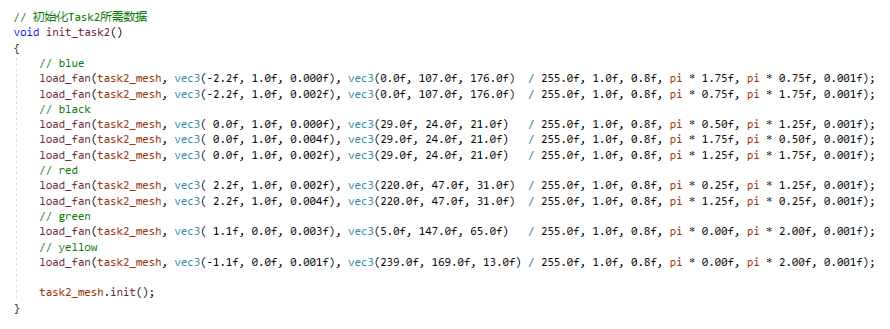 // 初始化Task2所需数据
void init_task2()
{
    // blue
    load_fan(task2_mesh, vec3(-2.2f, 1.0f, 0.000f), vec3(0.0f, 107.0f, 176.0f)  / 255.0f, 1.0f, 0.8f, pi * 1.75f, pi * 0.75f, 0.001f);
    load_fan(task2_mesh, vec3(-2.2f, 1.0f, 0.002f), vec3(0.0f, 107.0f, 176.0f)  / 255.0f, 1.0f, 0.8f, pi * 0.75f, pi * 1.75f, 0.001f);
    // black
    load_fan(task2_mesh, vec3( 0.0f, 1.0f, 0.000f), vec3(29.0f, 24.0f, 21.0f)   / 255.0f, 1.0f, 0.8f, pi * 0.50f, pi * 1.25f, 0.001f);
    load_fan(task2_mesh, vec3( 0.0f, 1.0f, 0.004f), vec3(29.0f, 24.0f, 21.0f)   / 255.0f, 1.0f, 0.8f, pi * 1.75f, pi * 0.50f, 0.001f);
    load_fan(task2_mesh, vec3( 0.0f, 1.0f, 0.002f), vec3(29.0f, 24.0f, 21.0f)   / 255.0f, 1.0f, 0.8f, pi * 1.25f, pi * 1.75f, 0.001f);
    // red
    load_fan(task2_mesh, vec3( 2.2f, 1.0f, 0.002f), vec3(220.0f, 47.0f, 31.0f)  / 255.0f, 1.0f, 0.8f, pi * 0.25f, pi * 1.25f, 0.001f);
    load_fan(task2_mesh, vec3( 2.2f, 1.0f, 0.004f), vec3(220.0f, 47.0f, 31.0f)  / 255.0f, 1.0f, 0.8f, pi * 1.25f, pi * 0.25f, 0.001f);
    // green
    load_fan(task2_mesh, vec3( 1.1f, 0.0f, 0.003f), vec3(5.0f, 147.0f, 65.0f)   / 255.0f, 1.0f, 0.8f, pi * 0.00f, pi * 2.00f, 0.001f);
    // yellow
    load_fan(task2_mesh, vec3(-1.1f, 0.0f, 0.001f), vec3(239.0f, 169.0f, 13.0f) / 255.0f, 1.0f, 0.8f, pi * 0.00f, pi * 2.00f, 0.001f);

    task2_mesh.init();
}